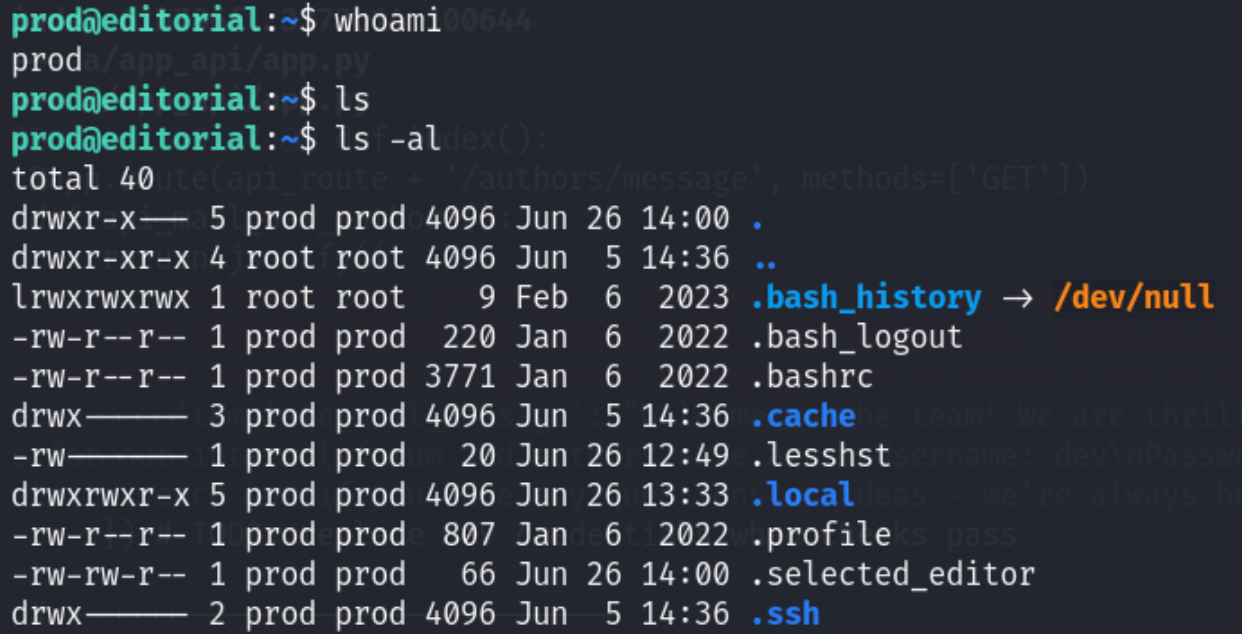 prod@editorial:~$ whoami
prod
prod@editorial:~$ ls
prod@editorial:~$ ls -al
total 40
drwxr-x--- 5 prod prod 4096 Jun 26 14:00 .
drwxr-xr-x 4 root root 4096 Jun  5 14:36 ..
lrwxrwxrwx 1 root root    9 Feb  6  2023 .bash_history -> /dev/null
-rw-r--r-- 1 prod prod  220 Jan  6  2022 .bash_logout
-rw-r--r-- 1 prod prod 3771 Jan  6  2022 .bashrc
drwx------ 3 prod prod 4096 Jun  5 14:36 .cache
-rw------- 1 prod prod   20 Jun 26 12:49 .lesshst
drwxrwxr-x 5 prod prod 4096 Jun 26 13:33 .local
-rw-r--r-- 1 prod prod  807 Jan  6  2022 .profile
-rw-rw-r-- 1 prod prod   66 Jun 26 14:00 .selected_editor
drwx------ 2 prod prod 4096 Jun  5 14:36 .ssh